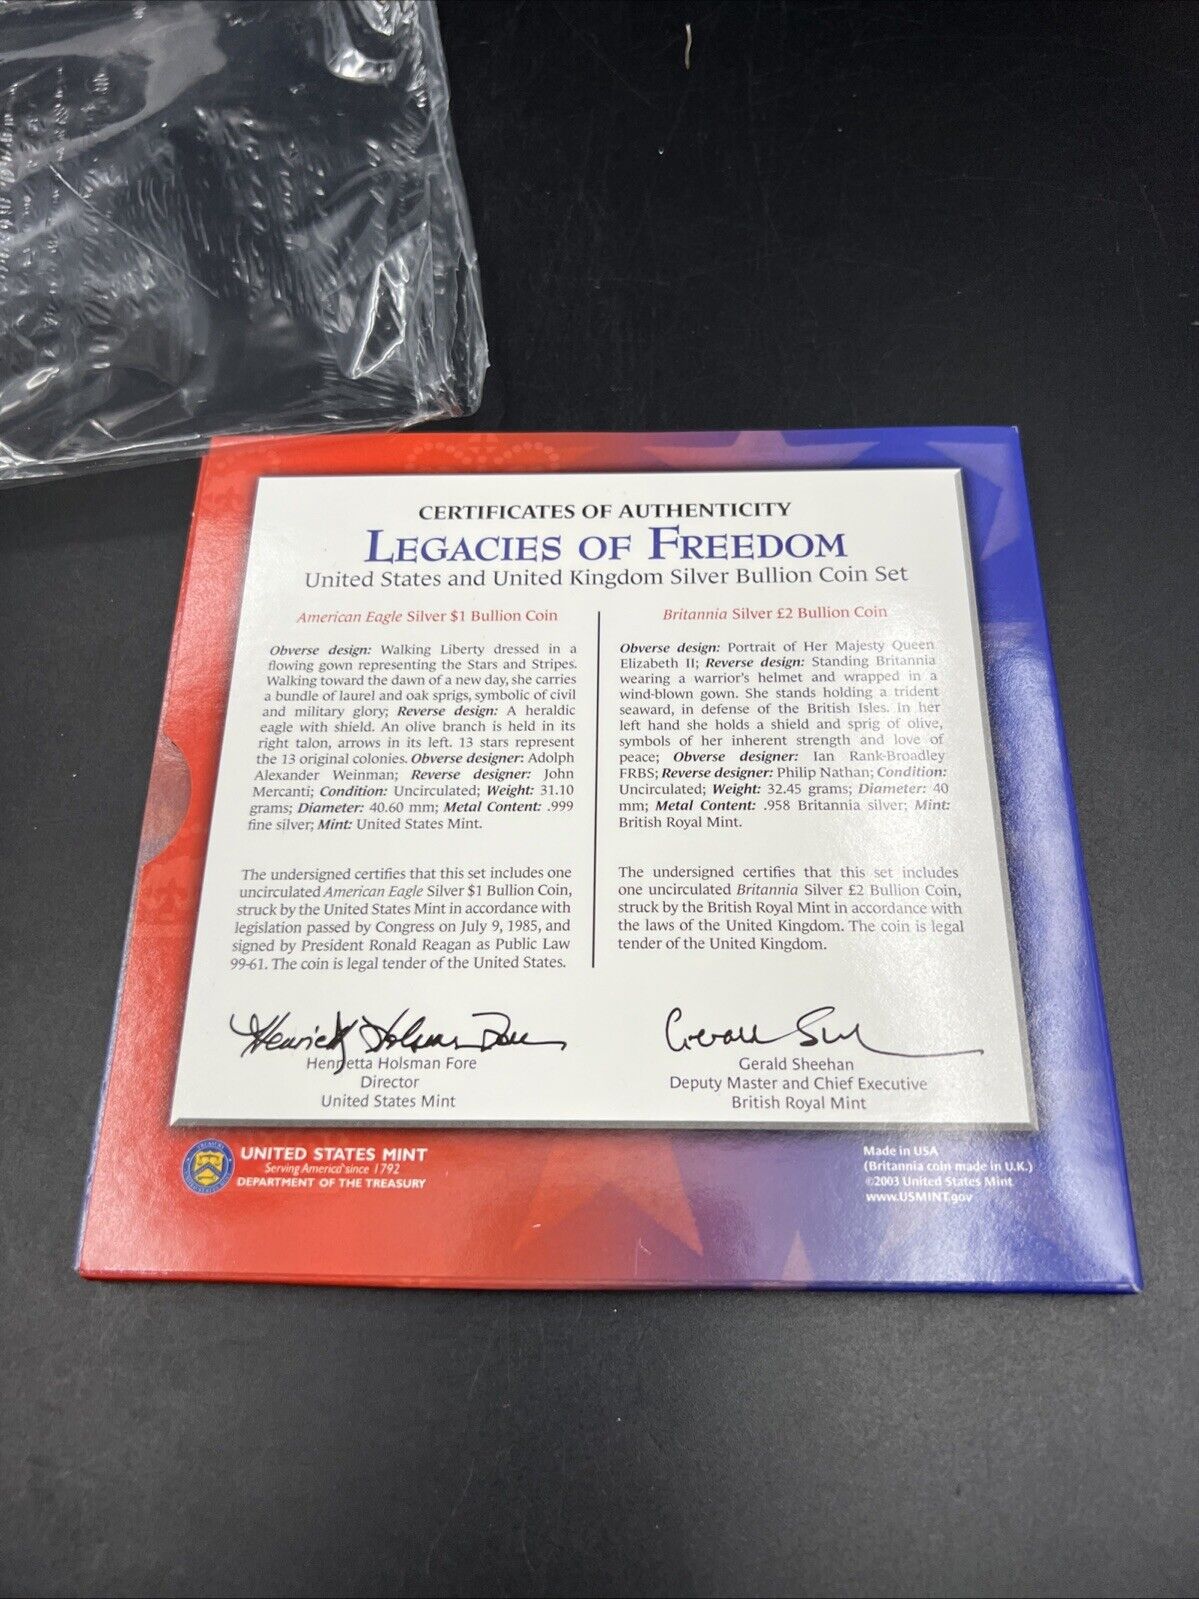 CERTIFICATES OF AUTHENTICITY
LEGACIES OF FREEDOM
United States and United Kingdom Silver Bullion Coin Set
American Eagle Silver $1 Bullion Coin
Obverse design: Walking Liberty dressed in a
flowing gown representing the Stars and Stripes.
Walking toward the dawn of a new day, she carries
a bundle of laurel and oak sprigs, symbolic of civil
and military glory; Reverse design: A heraldic
eagle with shield. An olive branch is held in its
right talon, arrows in its left. 13 stars represent
the 13 original colonies. Obverse designer: Adolph
Alexander Weinman; Reverse designer: John
Mercanti; Condition: Uncirculated; Weight: 31.10
grams; Diameter: 40.60 mm; Metal Content: .999
fine silver; Mint: United States Mint.
The undersigned certifies that this set includes one
uncirculated American Eagle Silver $1 Bullion Coin,
struck by the United States Mint in accordance with
legislation passed by Congress on July 9, 1985, and
signed by President Ronald Reagan as Public Law
99-61. The coin is legal tender of the United States.
Henrietta Holsman Fore
Henrietta Holsman Fore
Director
United States Mint
Britannia Silver £2 Bullion Coin
Obverse design: Portrait of Her Majesty Queen
Elizabeth II; Reverse design: Standing Britannia
wearing a warrior's helmet and wrapped in a
wind-blown gown. She stands holding a trident
seaward, in defense of the British Isles. In her
left hand she holds a shield and sprig of olive,
symbols of her inherent strength and love of
peace; Obverse designer: Ian Rank-Broadley
FRBS; Reverse designer: Philip Nathan; Condition:
Uncirculated; Weight: 32.45 grams; Diameter: 40
mm; Metal Content: .958 Britannia silver; Mint:
British Royal Mint.
The undersigned certifies that this set includes
one uncirculated Britannia Silver £2 Bullion Coin,
struck by the British Royal Mint in accordance with
the laws of the United Kingdom. The coin is legal
tender of the United Kingdom.
Gerald Sheehan
Deputy Master and Chief Executive
British Royal Mint
UNITED STATES MINT
Serving America since 1792
DEPARTMENT OF THE TREASURY
Made in USA
(Britannia coin made in U.K.)
©2003 United States Mint
www.USMINT.gov